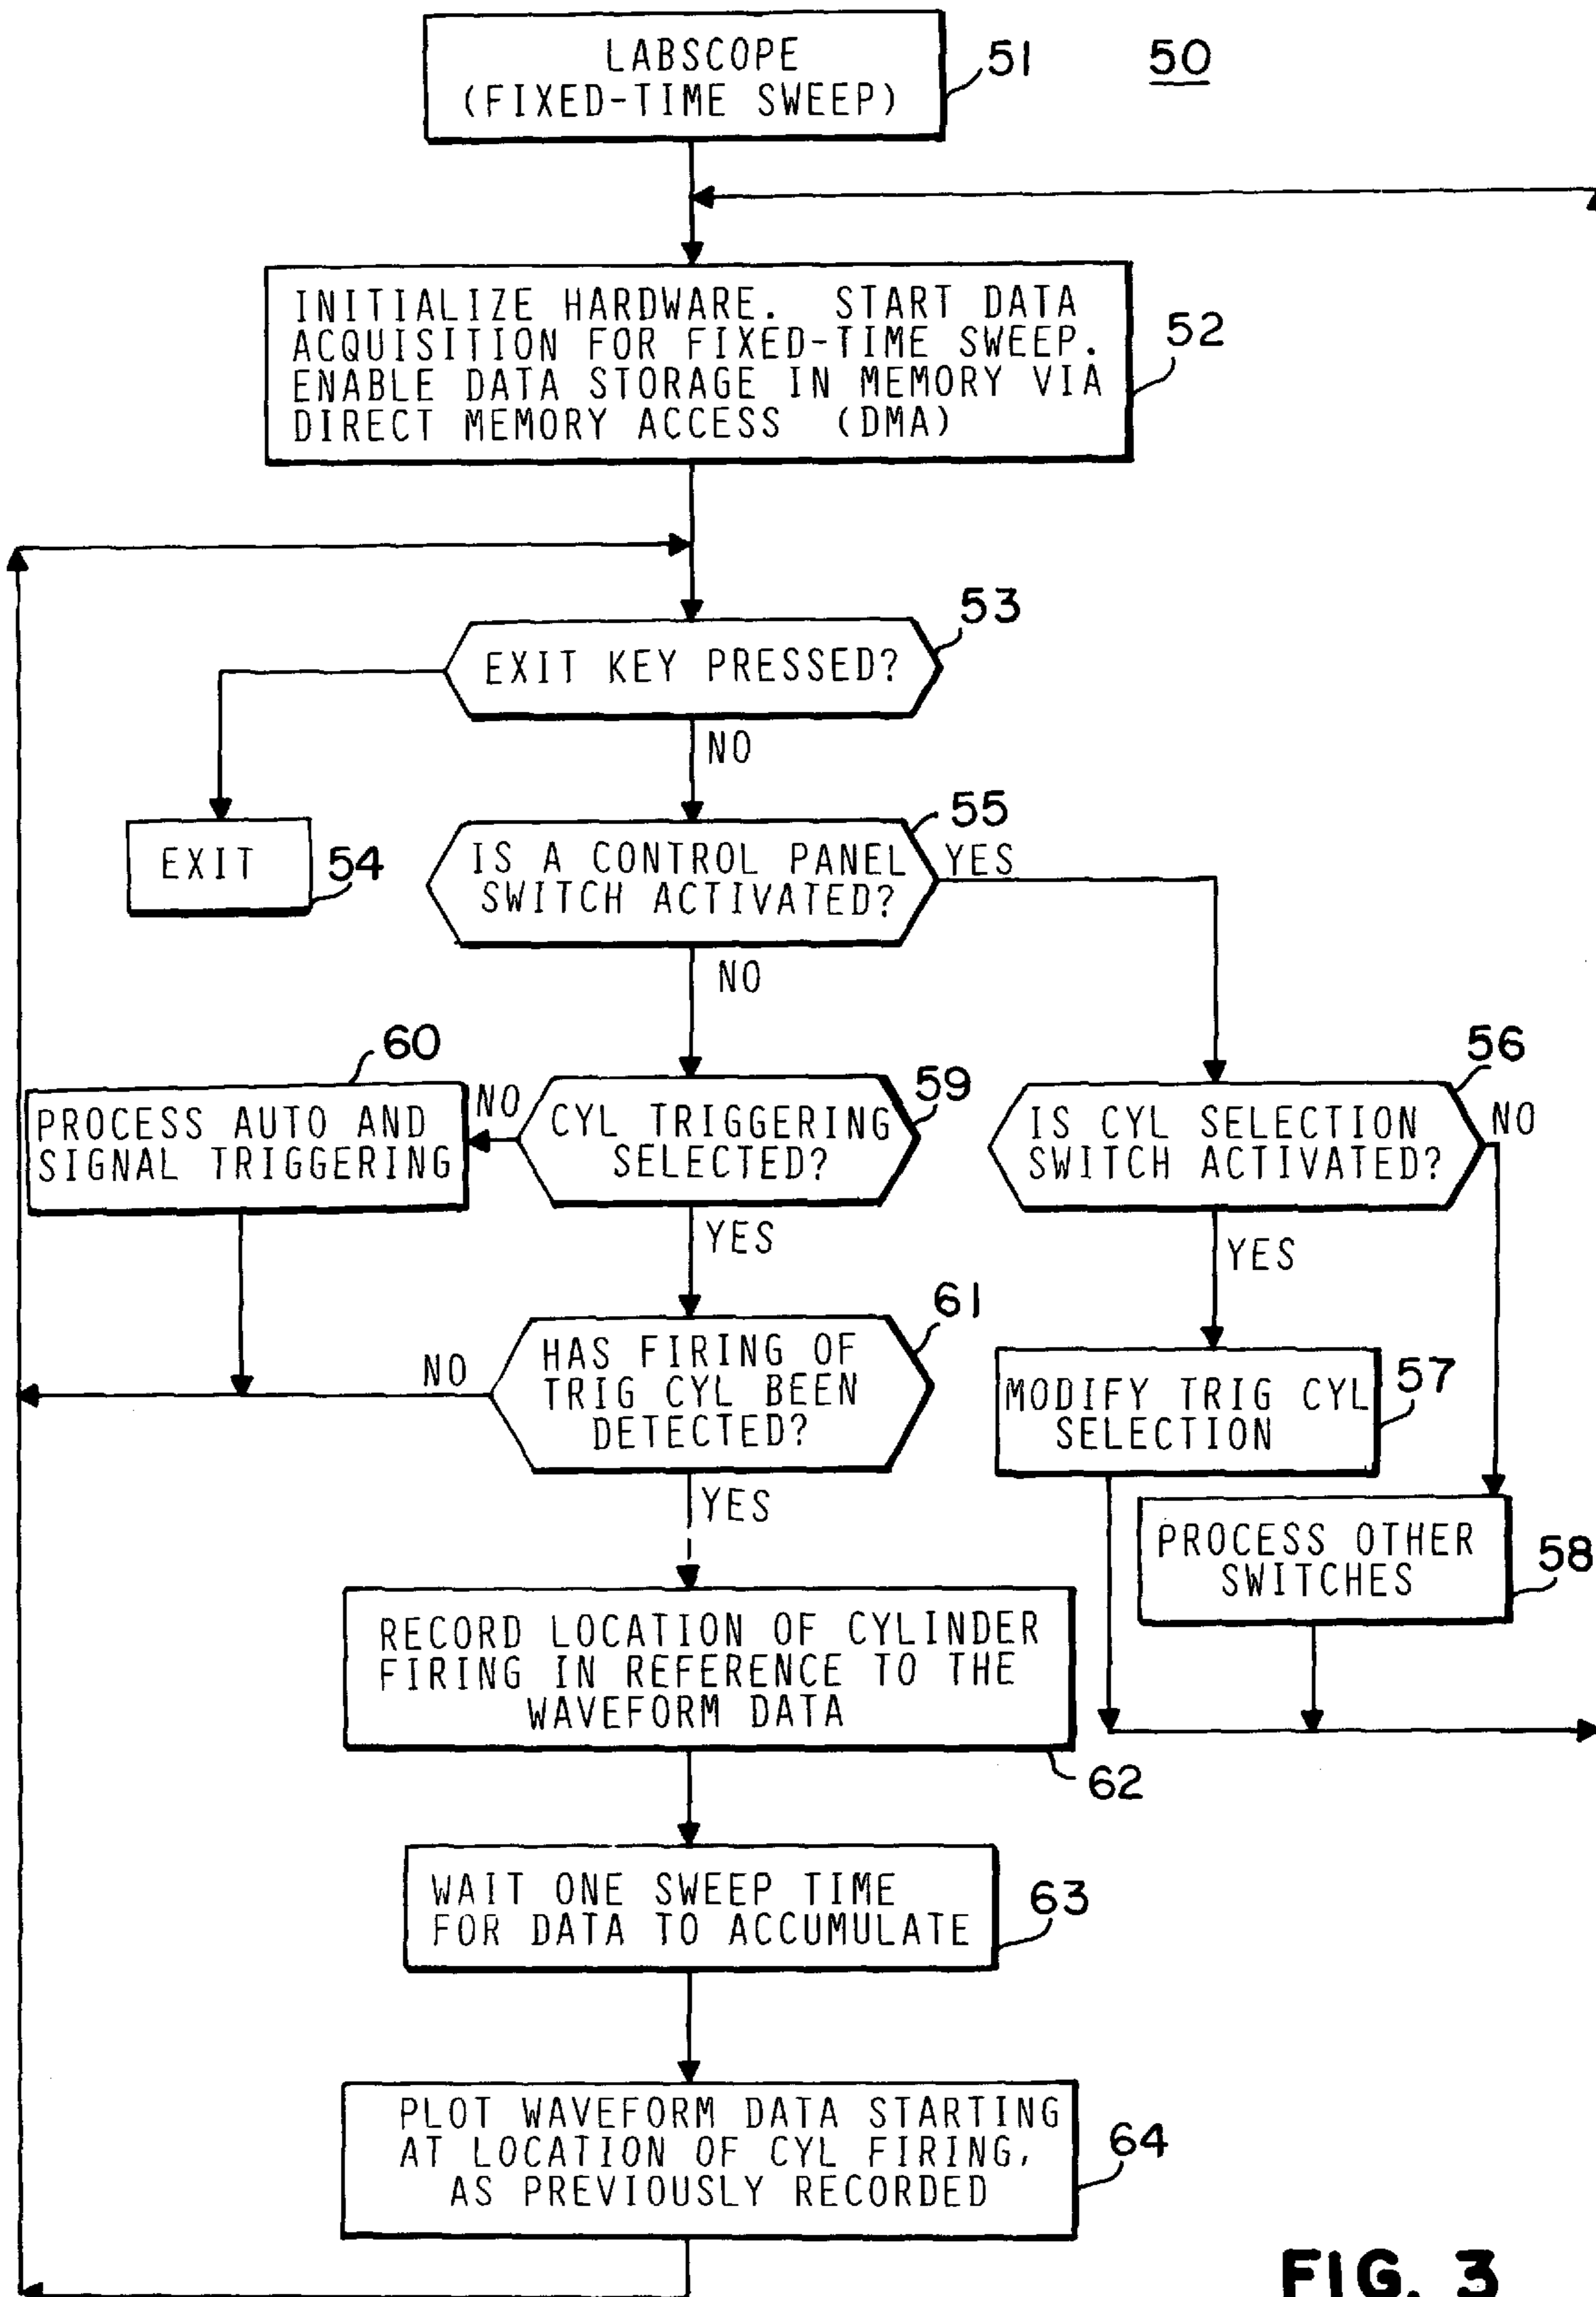 LABSCOPE
(FIXED-TIME SWEEP)
51
50
INITIALIZE HARDWARE. START DATA
ACQUISITION FOR FIXED-TIME SWEEP.
ENABLE DATA STORAGE IN MEMORY VIA
DIRECT MEMORY ACCESS (DMA)
52
EXIT KEY PRESSED?
53
NO
EXIT
54
IS A CONTROL PANEL
SWITCH ACTIVATED?
55
YES
NO
60
PROCESS AUTO AND
SIGNAL TRIGGERING
NO
CYL TRIGGERING
SELECTED?
59
YES
IS CYL SELECTION
SWITCH ACTIVATED?
56
NO
YES
HAS FIRING OF
TRIG CYL BEEN
DETECTED?
61
NO
YES
MODIFY TRIG CYL
SELECTION
57
PROCESS OTHER
SWITCHES
58
RECORD LOCATION OF CYLINDER
FIRING IN REFERENCE TO THE
WAVEFORM DATA
62
WAIT ONE SWEEP TIME
FOR DATA TO ACCUMULATE
63
PLOT WAVEFORM DATA STARTING
AT LOCATION OF CYL FIRING,
AS PREVIOUSLY RECORDED
64
FIG. 3